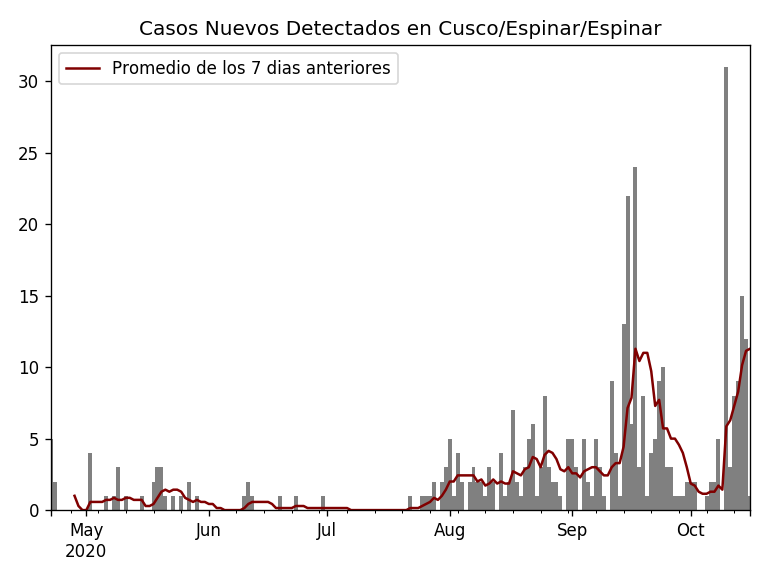 Casos Nuevos Detectados en Cusco/Espinar/Espinar
Promedio de los 7 dias anteriores
30
25
20
15
10
5
0
May Jun Jul Aug Sep Oct
2020